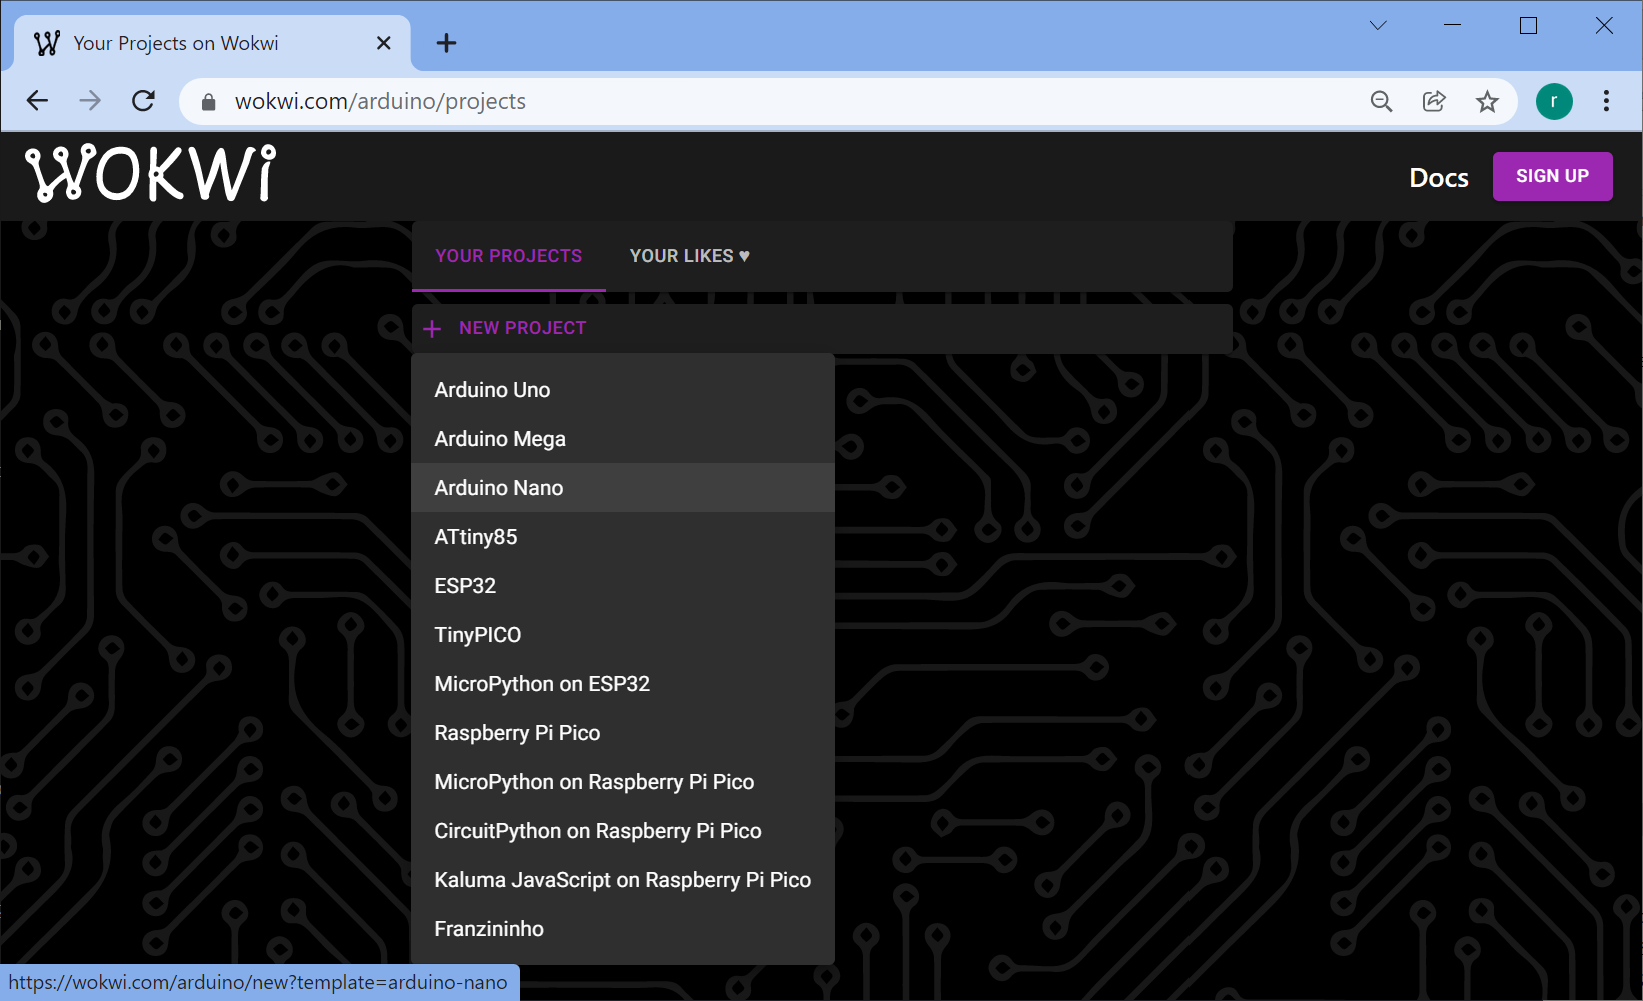 Your Projects on Wokwi
wokwi.com/arduino/projects
r
WOKWi
Docs
SIGN UP
YOUR PROJECTS
YOUR LIKES ♥
+ NEW PROJECT
Arduino Uno
Arduino Mega
Arduino Nano
ATtiny85
ESP32
TinyPICO
MicroPython on ESP32
Raspberry Pi Pico
MicroPython on Raspberry Pi Pico
CircuitPython on Raspberry Pi Pico
Kaluma JavaScript on Raspberry Pi Pico
Franzininho
https://wokwi.com/arduino/new?template=arduino-nano